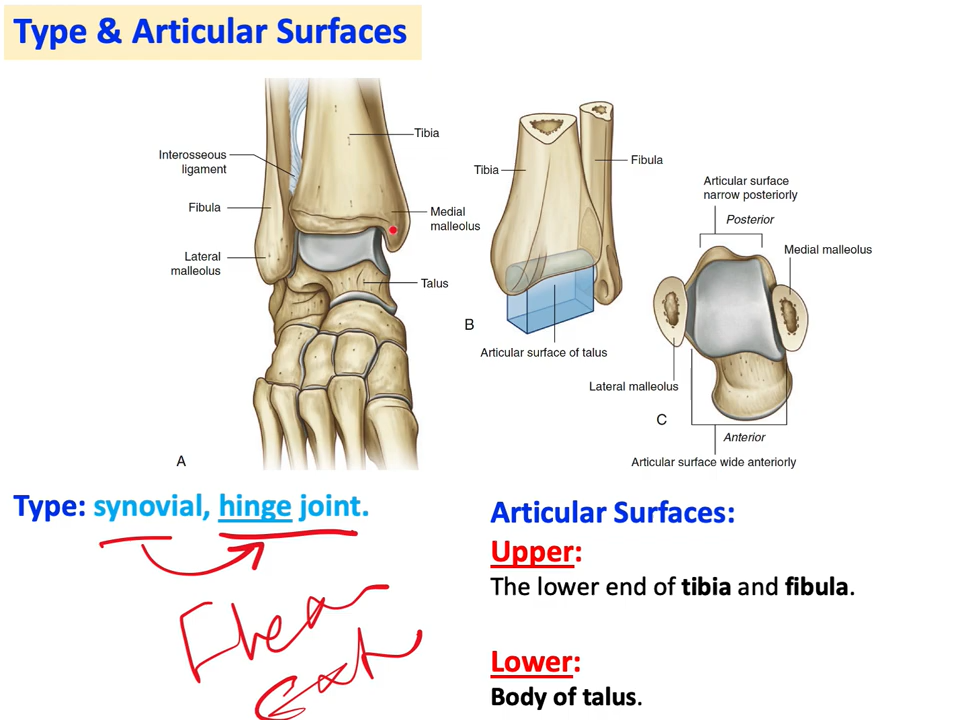 Type & Articular Surfaces
Interosseous
ligament
Fibula
Lateral
malleolus
Tibia
Medial
malleolus
Talus
A
Tibia
Fibula
B
Articular surface of talus
Articular surface
narrow posteriorly
Posterior
Medial malleolus
Lateral malleolus
C
Anterior
Articular surface wide anteriorly
Type: synovial, hinge joint.
Articular Surfaces:
Upper:
The lower end of tibia and fibula.
Lower:
Body of talus.